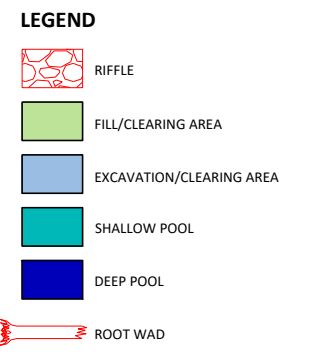 LEGEND
RIFFLE
FILL/CLEARING AREA
EXCAVATION/CLEARING AREA
SHALLOW POOL
DEEP POOL
ROOT WAD